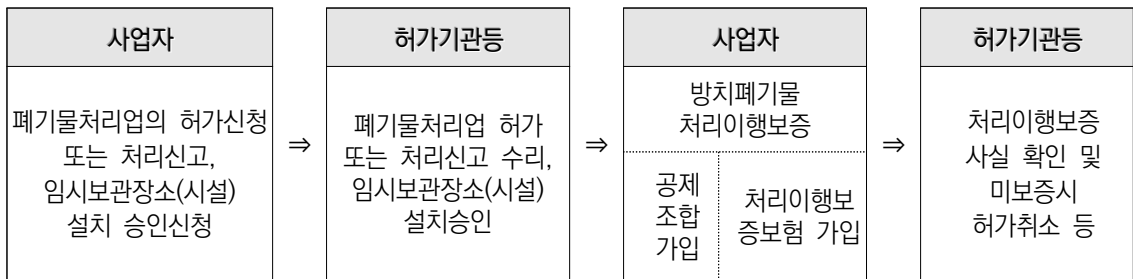 사업자
폐기물처리업의 허가신청
또는 처리신고,
임시보관장소(시설)
설치 승인신청
⇒
허가기관등
폐기물처리업 허가
또는 처리신고 수리,
임시보관장소(시설)
설치승인
⇒
사업자
방치폐기물
처리이행보증
공제
조합
가입
처리이행보
증보험 가입
⇒
허가기관등
처리이행보증
사실 확인 및
미보증시
허가취소 등